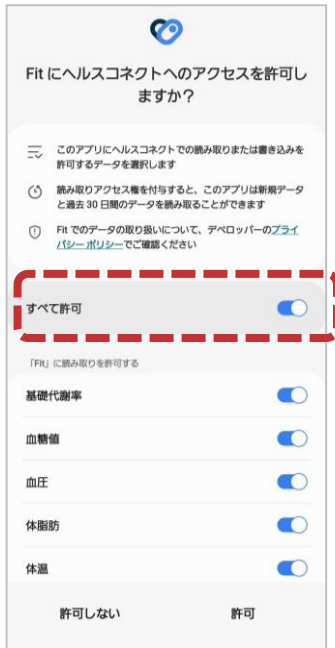 Fit にヘルスコネクトへのアクセスを許可し
ますか？
このアプリにヘルスコネクトでの読み取りまたは書き込みを
許可するデータを選択します
読み取りアクセス権を付与すると、このアプリは新規データ
と過去 30 日間のデータを読み取ることができます
Fit でのデータの取り扱いについて、デベロッパーのプライ
バシー ポリシーでご確認ください
すべて許可
「Fit」に読み取りを許可する
基礎代謝率
血糖値
血圧
体脂肪
体温
許可しない
許可